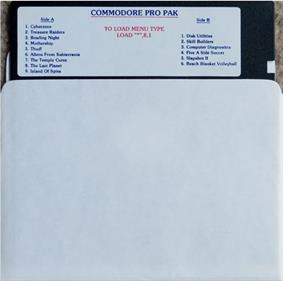 COMMODORE PRO PAK
Side A
1. Cyberzone
2. Treasure Raiders
3. Bowling Night
4. Mothership
5. Thud!
6. Aliens From Subterrania
7. The Temple Curse
8. The Last Planet
9. Island Of Spies
TO LOAD MENU TYPE
LOAD "*",8,1
Side B
1. Disk Utilities
2. Skill Builders
3. Computer Diagnostics
4. Five A Side Soccer
5. Slapshot II
6. Beach Blanket Volleyball